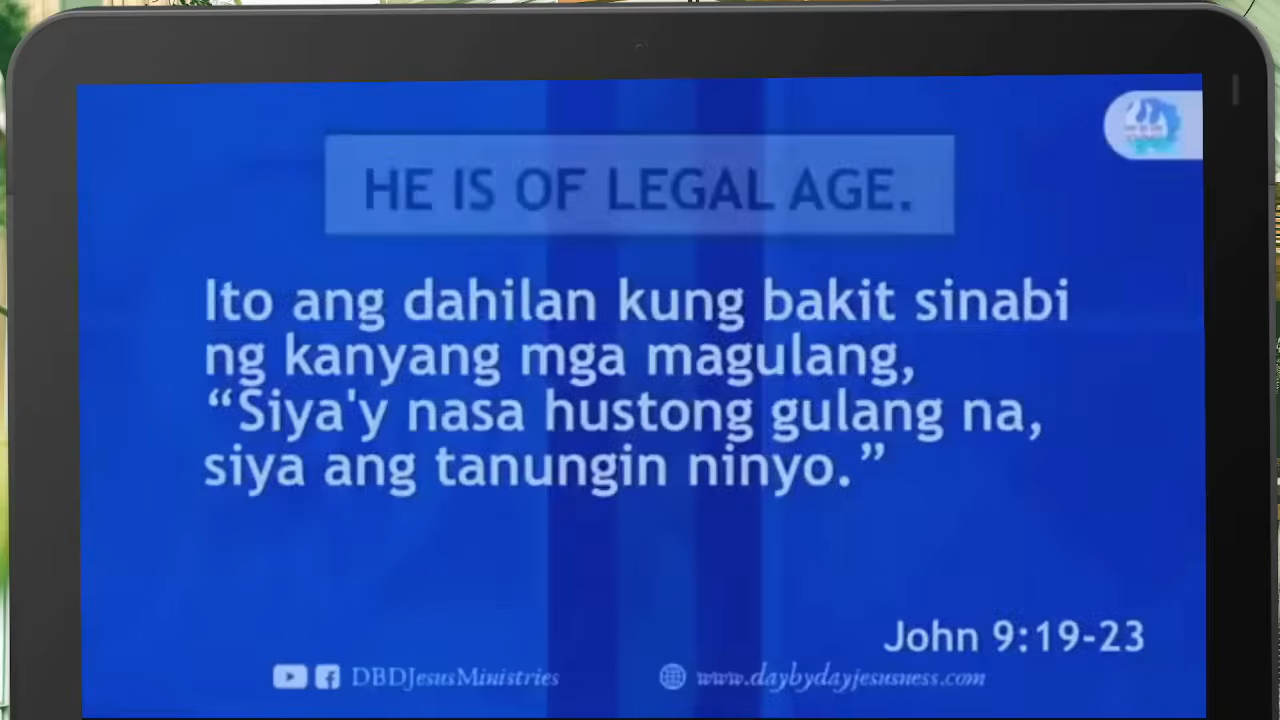 HE IS OF LEGAL AGE.
Ito ang dahilan kung bakit sinabi
ng kanyang mga magulang,
“Siya'y nasa hustong gulang na,
siya ang tanungin ninyo.”
John 9:19-23
DBDJesusMinistries
www.daybydayjesusness.com